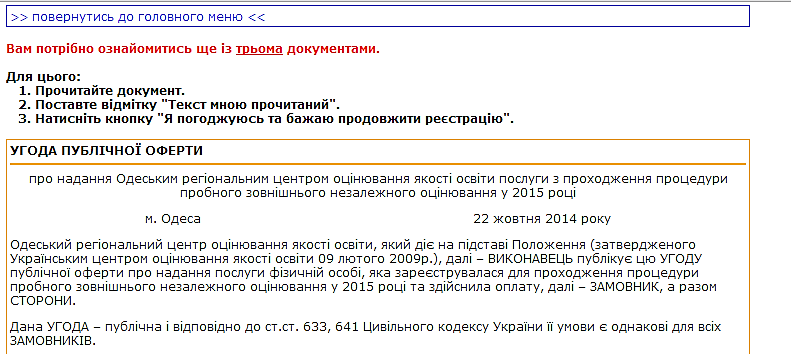 >> повернутись до головного меню <<
Вам потрібно ознайомитись ще із трьома документами.
Для цього:
1. Прочитайте документ.
2. Поставте відмітку "Текст мною прочитаний".
3. Натисніть кнопку "Я погоджуюсь та бажаю продовжити реєстрацію".
УГОДА ПУБЛІЧНОЇ ОФЕРТИ
про надання Одеським регіональним центром оцінювання якості освіти послуги з проходження процедури
пробного зовнішнього незалежного оцінювання у 2015 році
м. Одеса 22 жовтня 2014 року
Одеський регіональний центр оцінювання якості освіти, який діє на підставі Положення (затвердженого
Українським центром оцінювання якості освіти 09 лютого 2009р.), далі – ВИКОНАВЕЦЬ публікує цю УГОДУ
публічної оферти про надання послуги фізичній особі, яка зареєструвалася для проходження процедури
пробного зовнішнього незалежного оцінювання у 2015 році та здійснила оплату, далі – ЗАМОВНИК, а разом
СТОРОНИ.
Дана УГОДА – публічна і відповідно до ст.ст. 633, 641 Цивільного кодексу України її умови є однакові для всіх
ЗАМОВНИКІВ.